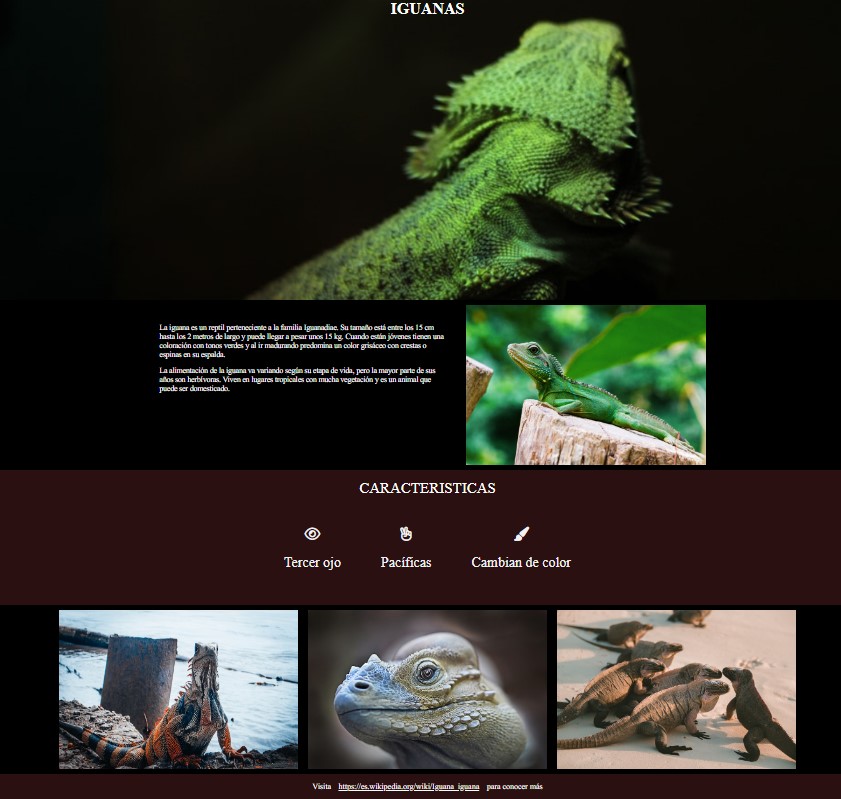 IGUANAS
La iguana es un reptil perteneciente a la familia Iguanadiae. Su tamaño está entre los 15 cm
hasta los 2 metros de largo y puede llegar a pesar unos 15 kg. Cuando están jóvenes tienen una
coloración con tonos verdes y al ir madurando predomina un color grisáceo con crestas o
espinas en su espalda.
La alimentación de la iguana va variando según su etapa de vida, pero la mayor parte de sus
años son herbívoras. Viven en lugares tropicales con mucha vegetación y es un animal que
puede ser domesticado.
CARACTERISTICAS
Tercer ojo Pacíficas Cambian de color
Visita https://es.wikipedia.org/wiki/Iguana_iguana para conocer más